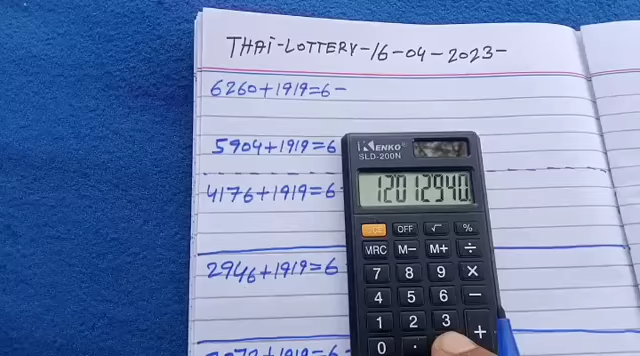 THAI-LOTTERY-16-04-2023-
6260+1919=6-
5904+1919=6
KENKO
SLD-200N
12012940
4176+1919=6
OFF √ %
MRC M- M+ ÷
7 8 9 ×
2946+1919=6
4 5 6 -
1 2 3 +
0 .